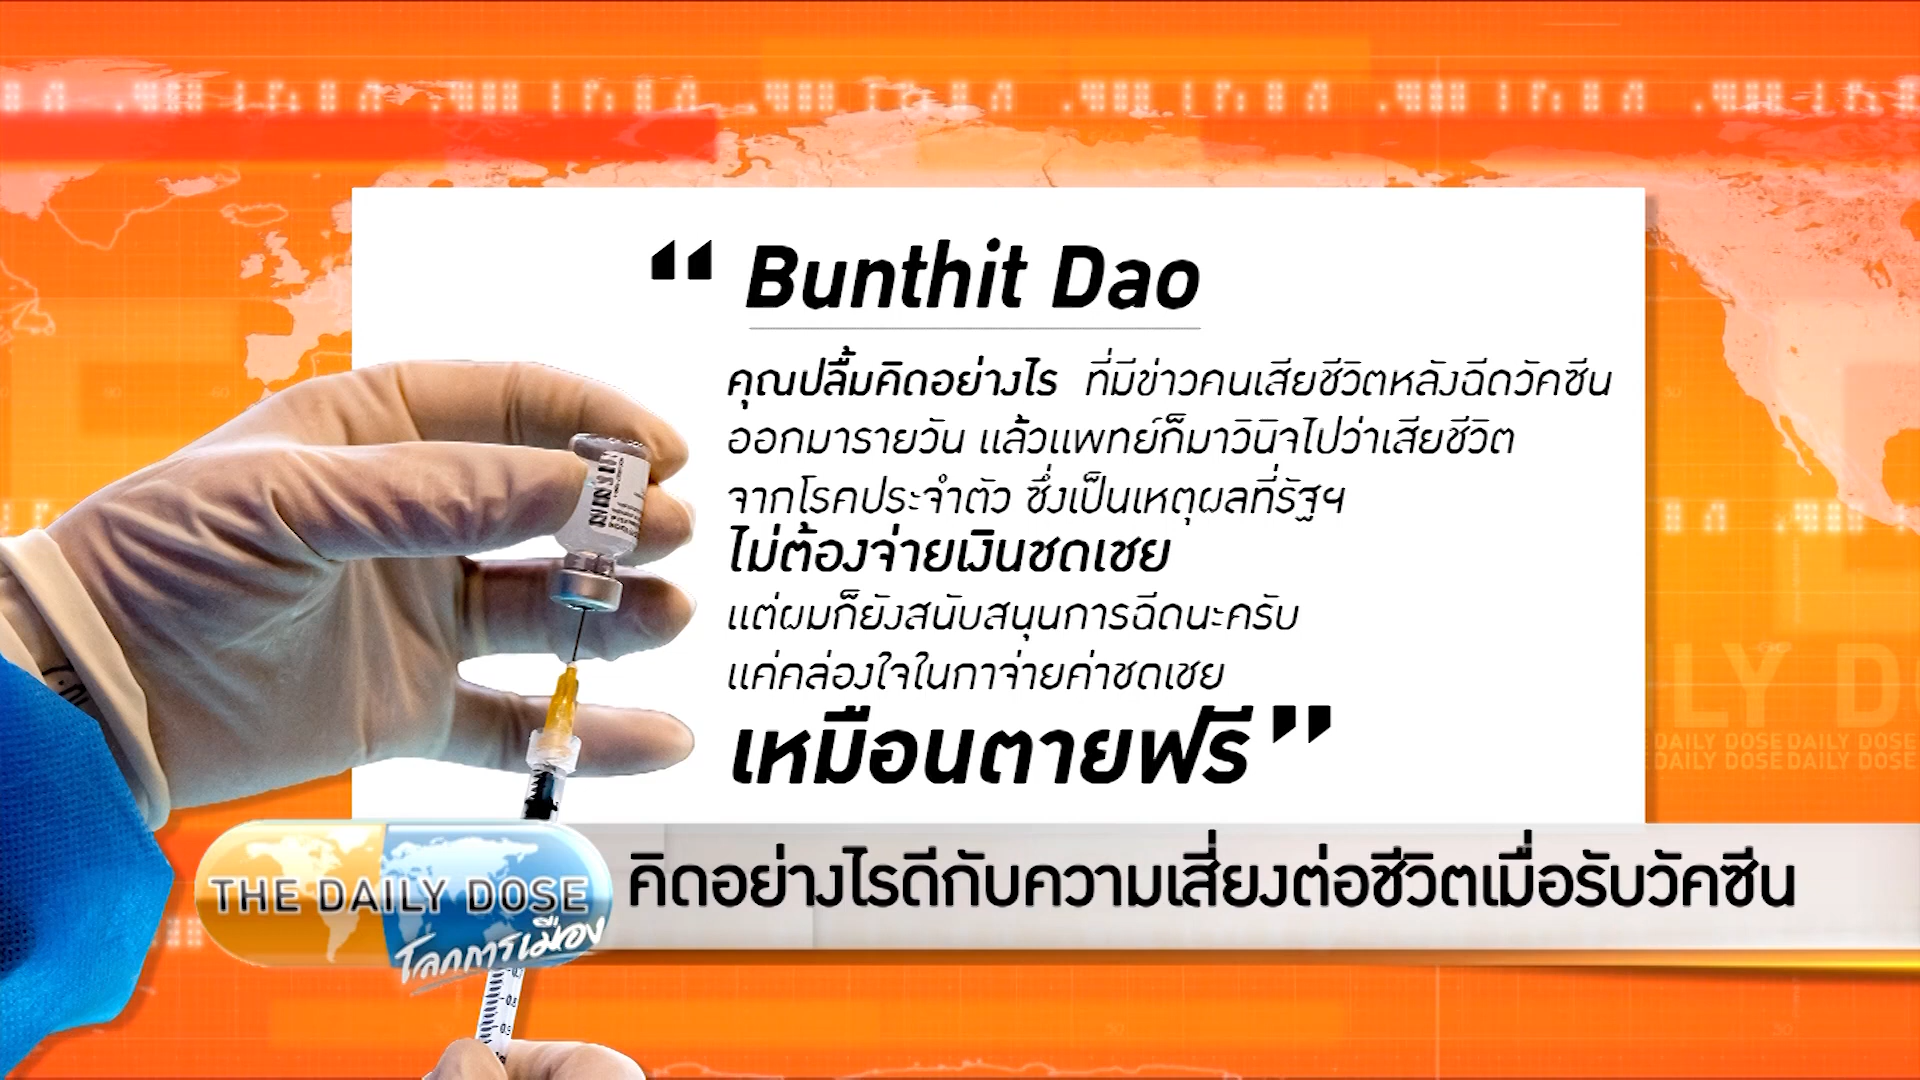 “ Bunthit Dao
คุณปลื้มคิดอย่างไร ที่มีข่าวคนเสียชีวิตหลังฉีดวัคซีน
ออกมารายวัน แล้วแพทย์ก็มาวินิจไปว่าเสียชีวิต
จากโรคประจำตัว ซึ่งเป็นเหตุผลที่รัฐฯ
ไม่ต้องจ่ายเงินชดเชย
แต่ผมก็ยังสนับสนุนการฉีดนะครับ
แค่คล่องใจในกาจ่ายค่าชดเชย
เหมือนตายฟรี ”
LY DO
DAILY DOSE DAILY DOSE
DAILY DOSE DAILY DOSE
THE DAILY DOSE
โลกการเมือง
คิดอย่างไรดีกับความเสี่ยงต่อชีวิตเมื่อรับวัคซีน